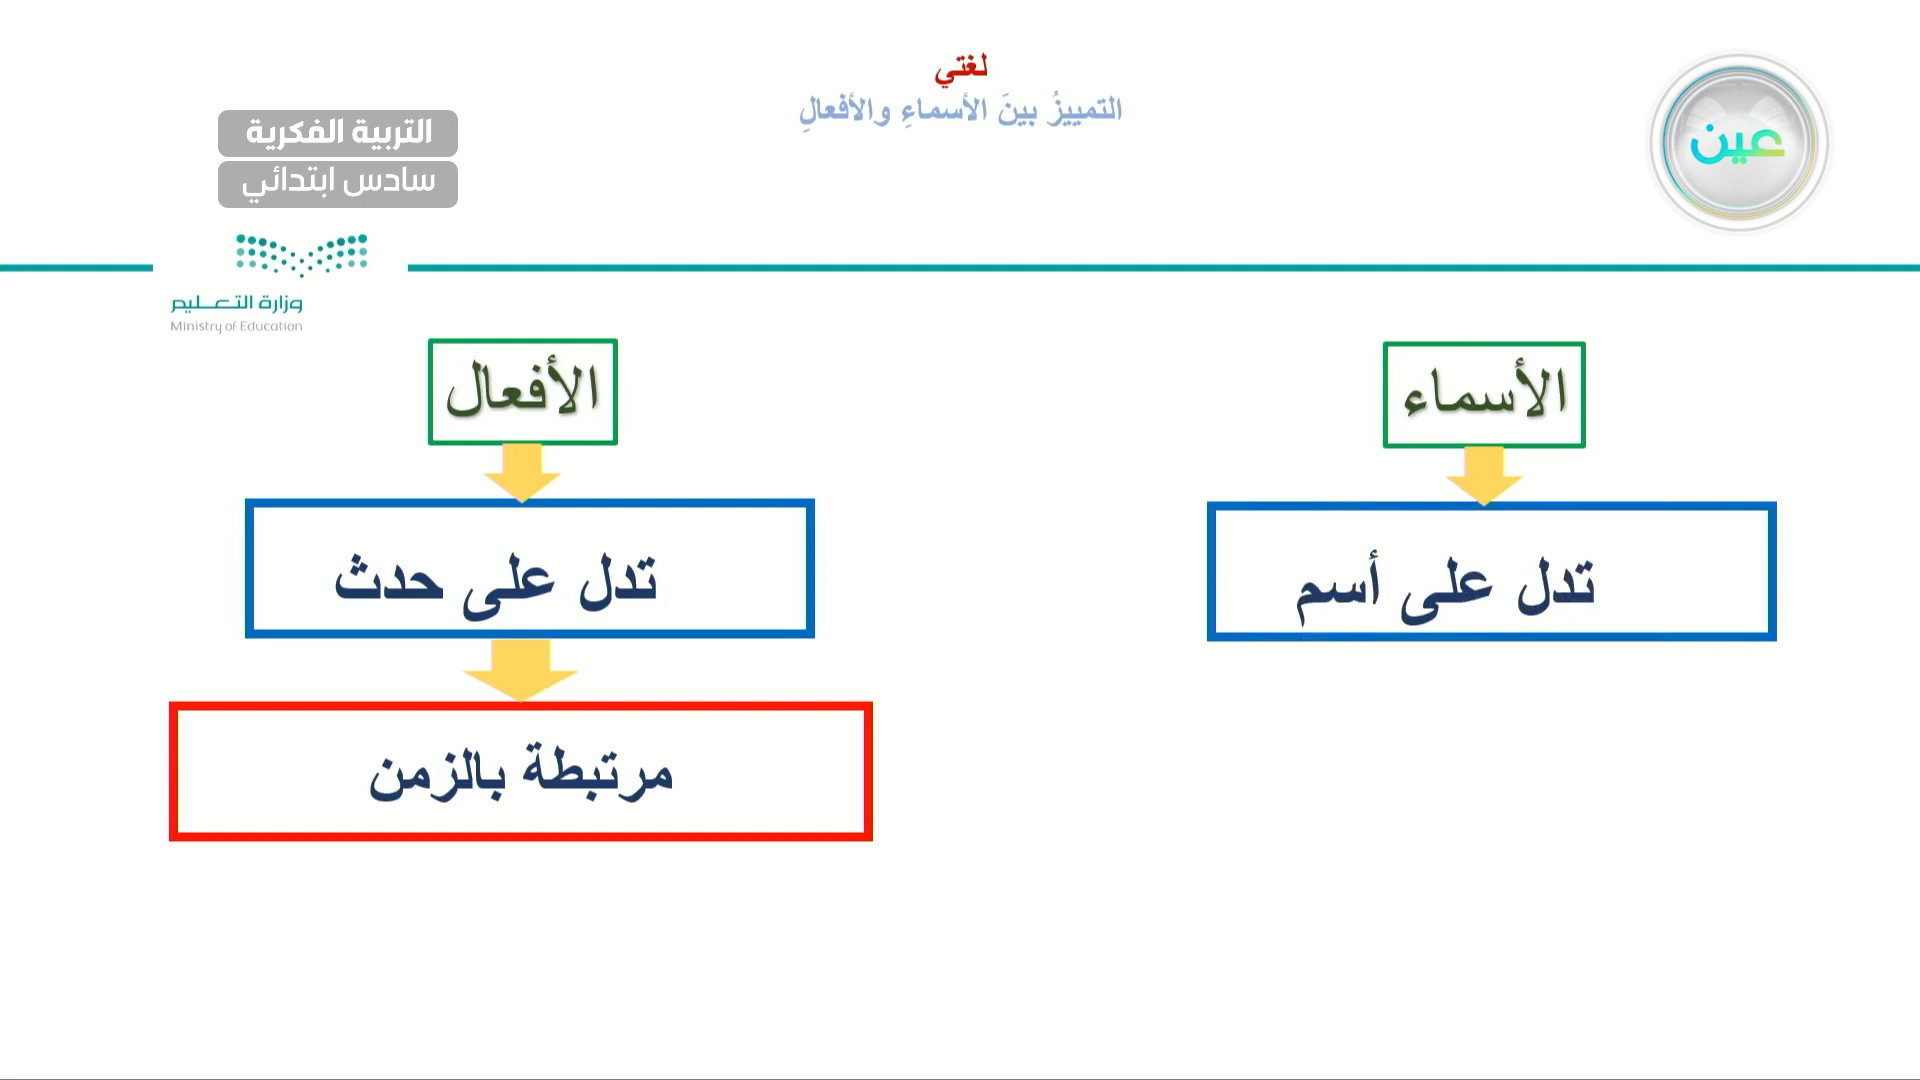 لغتي
التمييزُ بينَ الأسماءِ والأفعالِ
عين
التربية الفكرية
سادس ابتدائي
وزارة التعليم
Ministry of Education
الأسماء
تدل على أسم
الأفعال
تدل على حدث
مرتبطة بالزمن